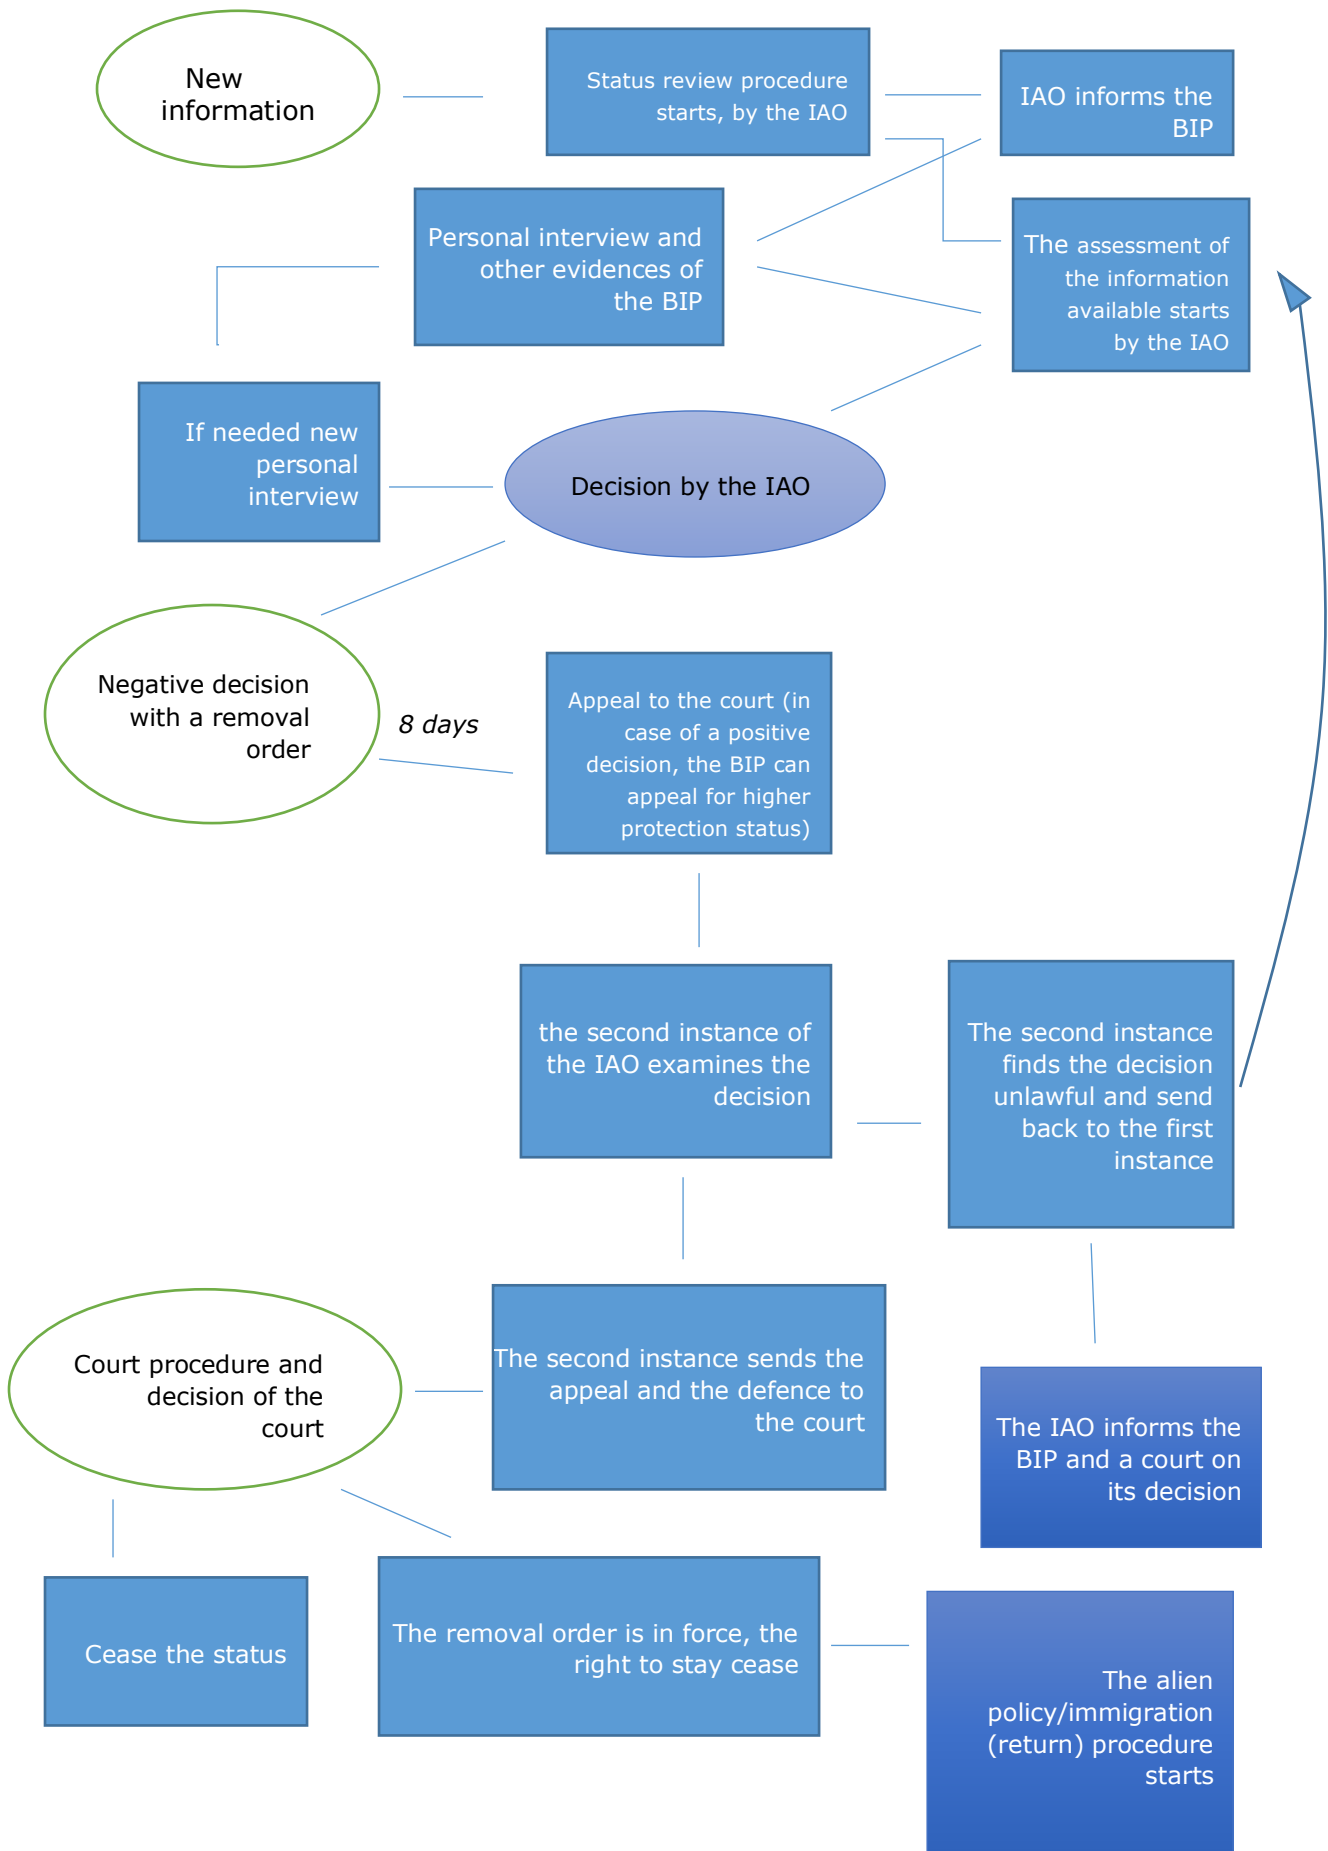 New
information
Status review procedure
starts, by the IAO
IAO informs the
BIP
Personal interview and
other evidences of
the BIP
The assessment of
the information
available starts
by the IAO
If needed new
personal
interview
Decision by the IAO
Negative decision
with a removal
order
8 days
Appeal to the court (in
case of a positive
decision, the BIP can
appeal for higher
protection status)
the second instance of
the IAO examines the
decision
The second instance
finds the decision
unlawful and send
back to the first
instance
Court procedure and
decision of the
court
The second instance sends the
appeal and the defence to
the court
The IAO informs the
BIP and a court on
its decision
Cease the status
The removal order is in force, the
right to stay cease
The alien
policy/immigration
(return) procedure
starts